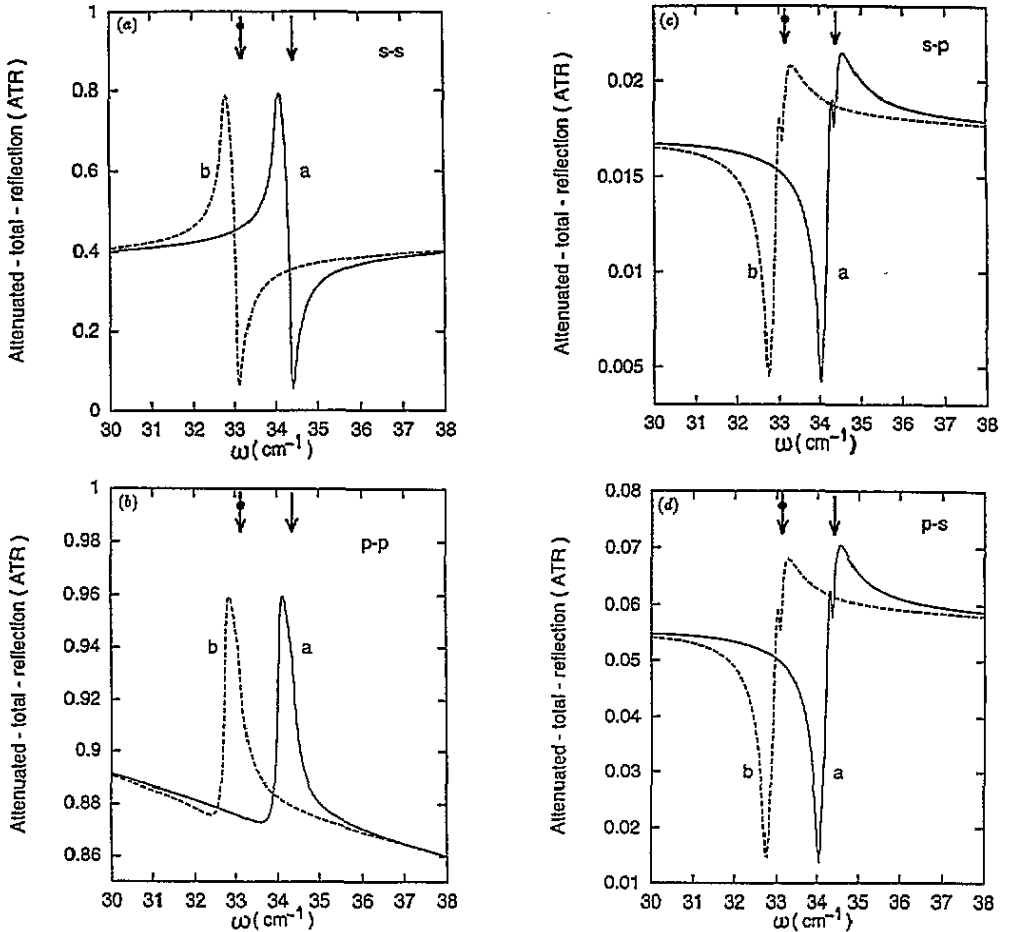 (a)
s-s
Attenuated - total - reflection ( ATR )
1
0.8
0.6
0.4
0.2
0
b
a
30 31 32 33 34 35 36 37 38
ω( cm⁻¹ )
(b)
p-p
Attenuated - total - reflection ( ATR )
1
0.98
0.96
0.94
0.92
0.9
0.88
0.86
b
a
30 31 32 33 34 35 36 37 38
ω( cm⁻¹ )
(c)
s-p
Attenuated - total - reflection ( ATR )
0.02
0.015
0.01
0.005
b
a
30 31 32 33 34 35 36 37 38
ω( cm⁻¹ )
(d)
p-s
Attenuated - total - reflection ( ATR )
0.08
0.07
0.06
0.05
0.04
0.03
0.02
0.01
b
a
30 31 32 33 34 35 36 37 38
ω( cm⁻¹ )